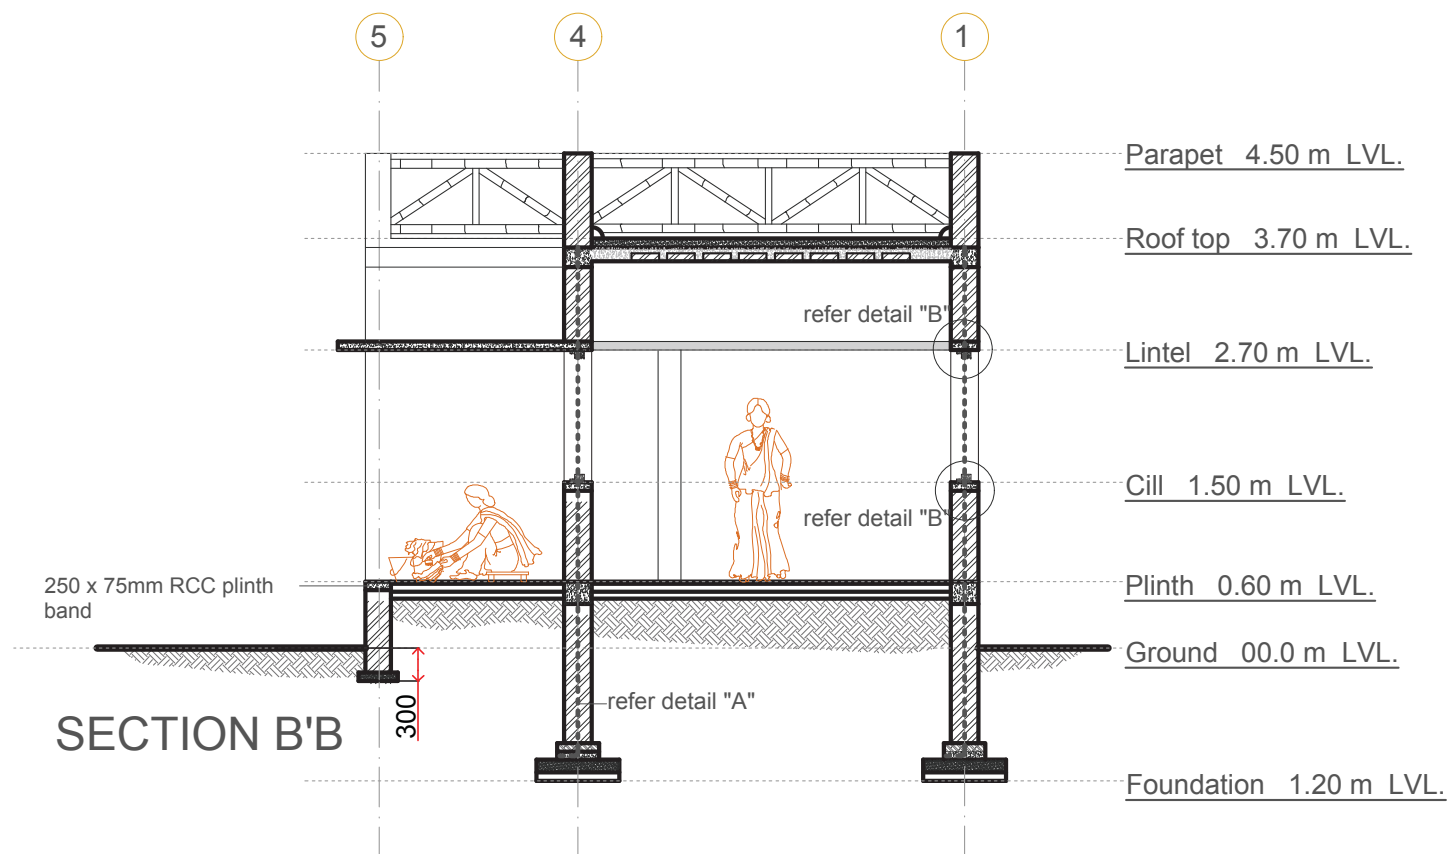 5 4 1
Parapet 4.50 m LVL.
Roof top 3.70 m LVL.
refer detail "B"
Lintel 2.70 m LVL.
Cill 1.50 m LVL.
refer detail "B"
250 x 75mm RCC plinth
band
Plinth 0.60 m LVL.
Ground 00.0 m LVL.
300
refer detail "A"
SECTION B'B
Foundation 1.20 m LVL.